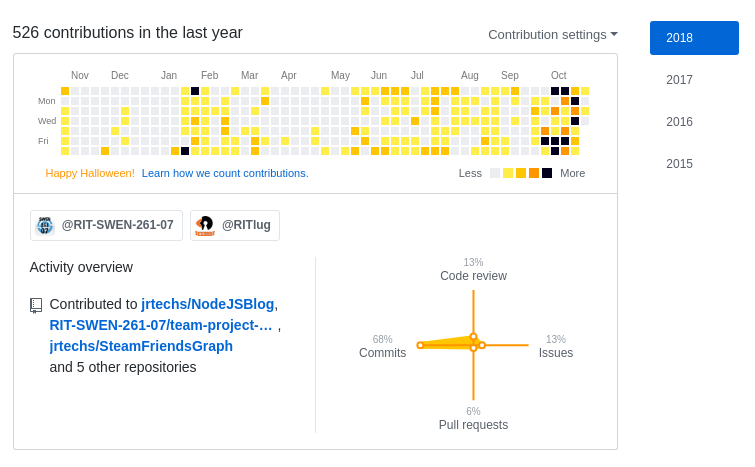 526 contributions in the last year
Contribution settings
2018
2017
2016
2015
Nov Dec Jan Feb Mar Apr May Jun Jul Aug Sep Oct
Mon
Wed
Fri
Happy Halloween! Learn how we count contributions.
Less More
@RIT-SWEN-261-07
@RITlug
Activity overview
Contributed to jrtechs/NodeJSBlog,
RIT-SWEN-261-07/team-project-... ,
jrtechs/SteamFriendsGraph
and 5 other repositories
13%
Code review
68%
Commits
13%
Issues
6%
Pull requests